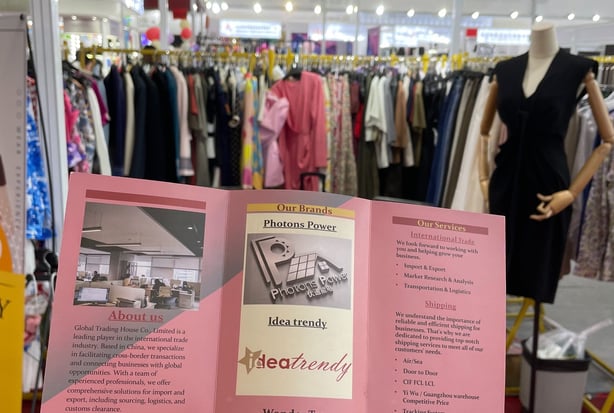 About us
Global Trading House Co., Limited is a
leading player in the international trade
industry. Based in China, we specialize
in facilitating cross-border transactions
and connecting businesses with global
opportunities. With a team of
experienced professionals, we offer
comprehensive solutions for import and
export, including sourcing, logistics, and
customs clearance.
Our Brands
Photons Power
Photons Power
Idea trendy
Ideatrendy
Our Services
International trade
We look forward to working with
you and helping grow your
business.
• Import & Export
• Marker Research & Analysis
• Transportation & Logistics
Shipping
We understand the importance of
reliable and efficient shipping for
businesses. That's why we are
dedicated to providing top-notch
shipping services to meet all of our
customers' needs.
• Air/Sea
• Door to Door
• CIF FCL LCL
• Yi Wu / Guangzhou warehouse
Competitive Price